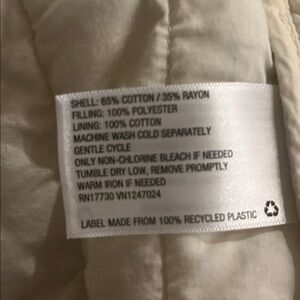 SHELL: 65% COTTON / 35% RAYON
FILLING: 100% POLYESTER
LINING: 100% COTTON
MACHINE WASH COLD SEPARATELY
GENTLE CYCLE
ONLY NON-CHLORINE BLEACH IF NEEDED
TUMBLE DRY LOW, REMOVE PROMPTLY
WARM IRON IF NEEDED
RN17730 VN1247024
LABEL MADE FROM 100% RECYCLED PLASTIC